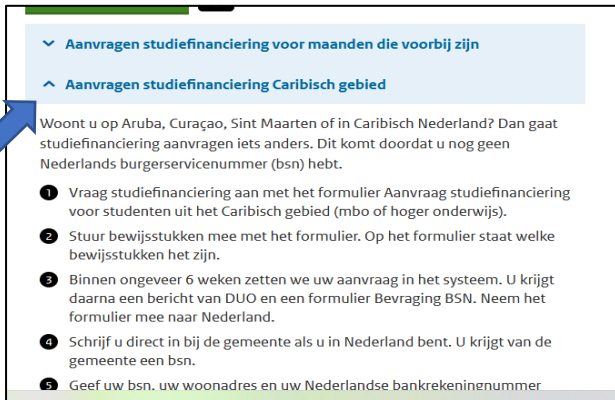 Aanvragen studiefinanciering voor maanden die voorbij zijn
Aanvragen studiefinanciering Caribisch gebied
Woont u op Aruba, Curaçao, Sint Maarten of in Caribisch Nederland? Dan gaat
studiefinanciering aanvragen iets anders. Dit komt doordat u nog geen
Nederlands burgerservicenummer (bsn) hebt.
1 Vraag studiefinanciering aan met het formulier Aanvraag studiefinanciering
voor studenten uit het Caribisch gebied (mbo of hoger onderwijs).
2 Stuur bewijsstukken mee met het formulier. Op het formulier staat welke
bewijsstukken het zijn.
3 Binnen ongeveer 6 weken zetten we uw aanvraag in het systeem. U krijgt
daarna een bericht van DUO en een formulier Bevraging BSN. Neem het
formulier mee naar Nederland.
4 Schrijf u direct in bij de gemeente als u in Nederland bent. U krijgt van de
gemeente een bsn.
5 Geef uw bsn, uw woonadres en uw Nederlandse bankrekeningnummer